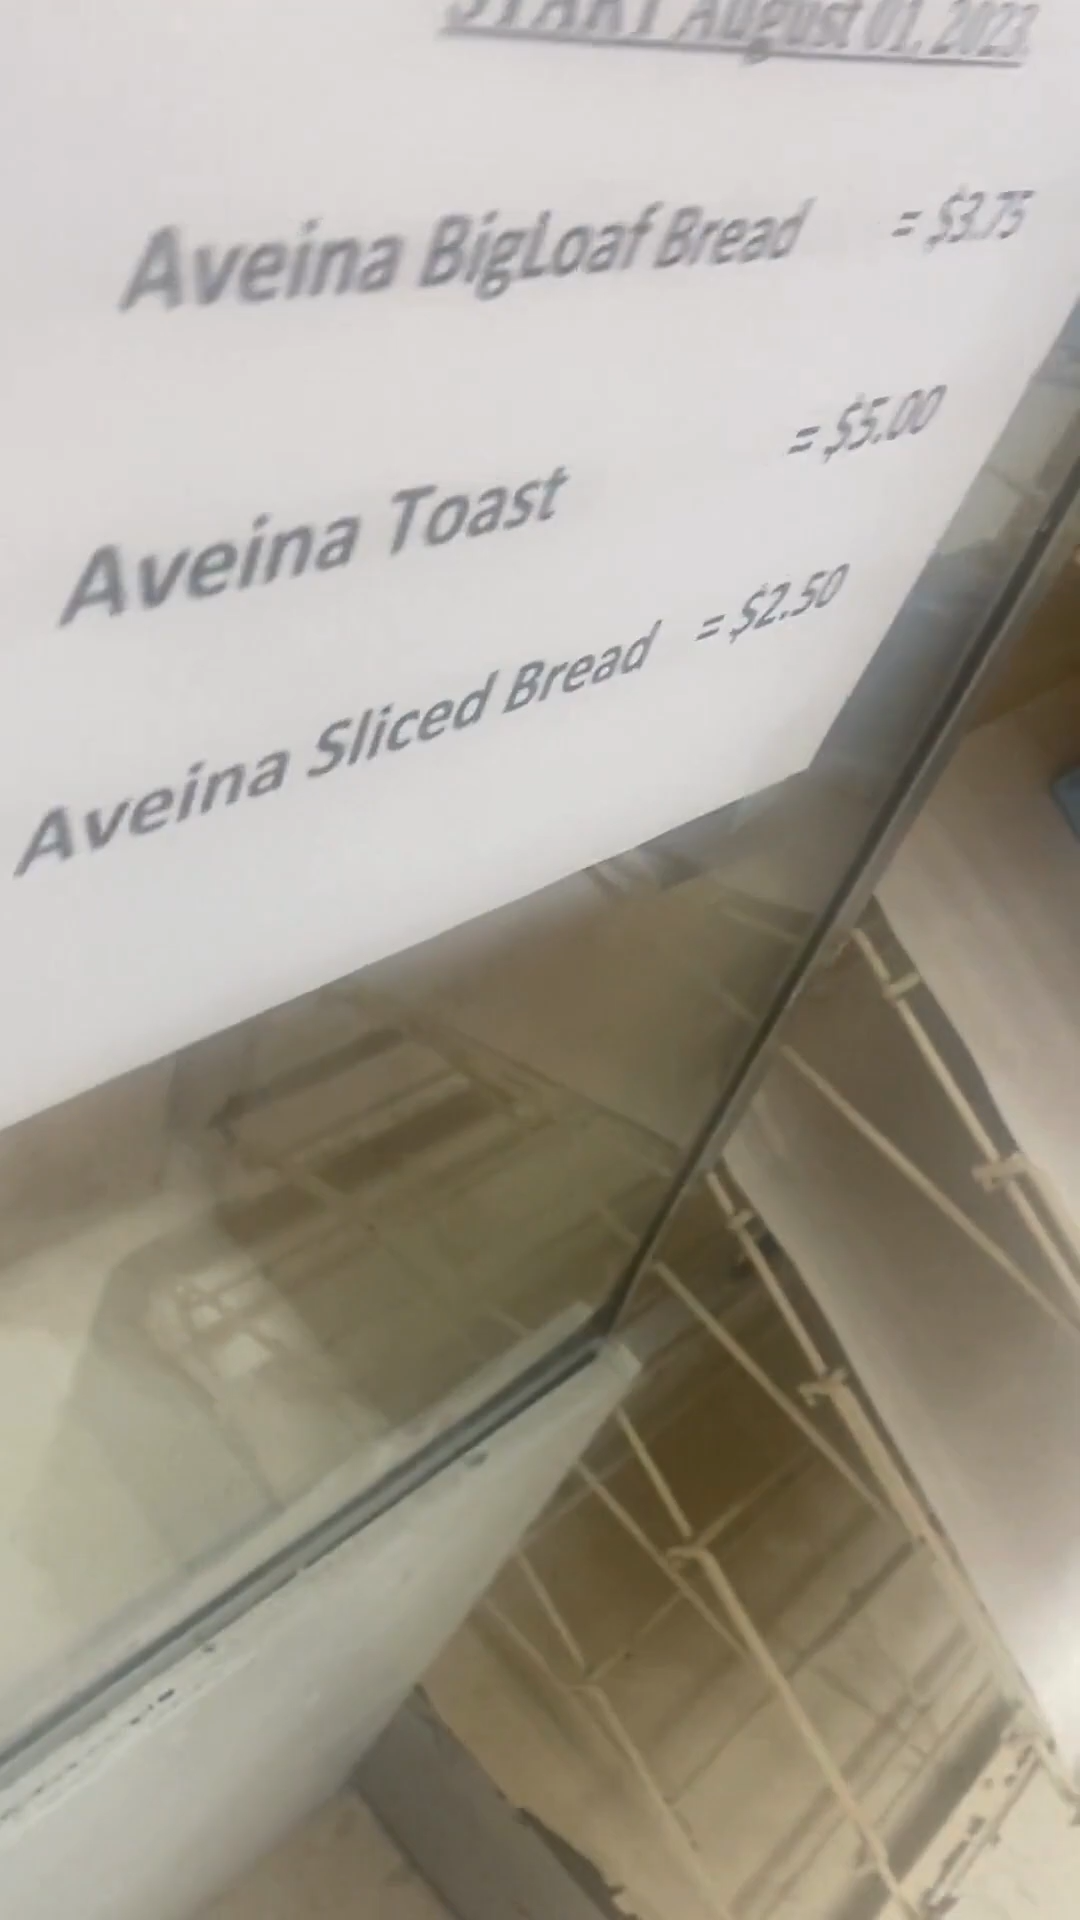 START August 01, 2023.
Aveina BigLoaf Bread = $3.75
Aveina Toast = $5.00
Aveina Sliced Bread = $2.50